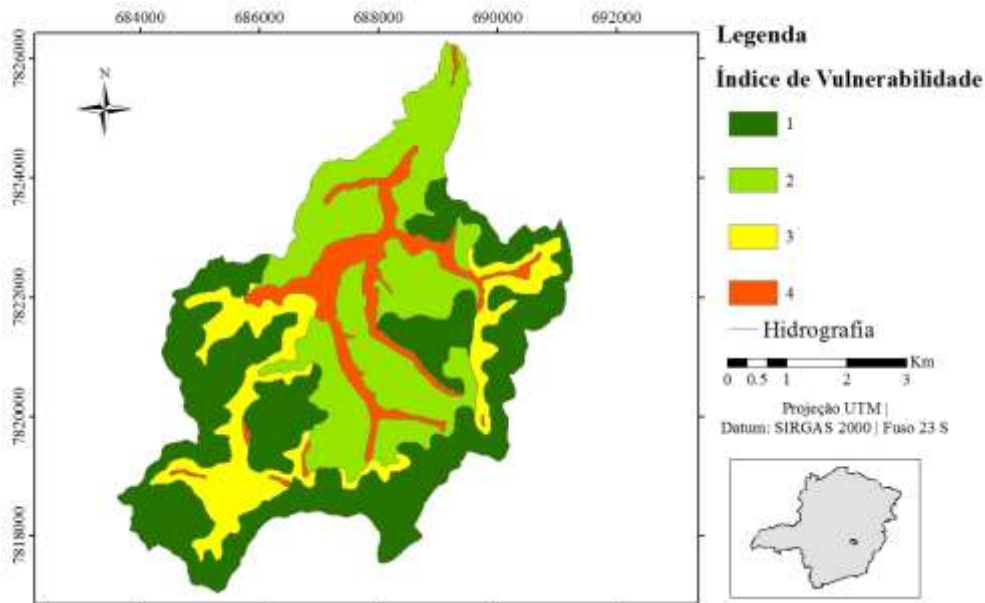 684000 686000 688000 690000 692000
7826000
7824000
7822000
7820000
7818000
N
Legenda
Índice de Vulnerabilidade
1
2
3
4
Hidrografia
Km
0 0.5 1 2 3
Projeção UTM |
Datum: SIRGAS 2000 | Fuso 23 S